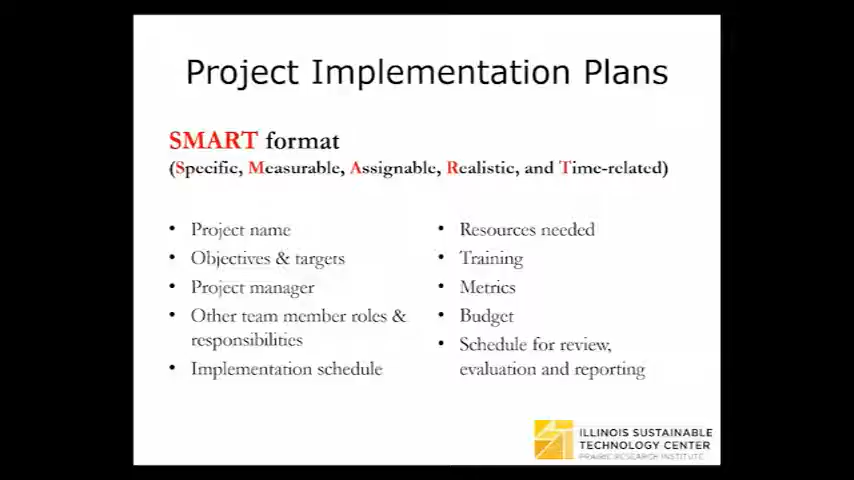 Project Implementation Plans
SMART format
(Specific, Measurable, Assignable, Realistic, and Time-related)
• Project name
• Objectives & targets
• Project manager
• Other team member roles &
responsibilities
• Implementation schedule
• Resources needed
• Training
• Metrics
• Budget
• Schedule for review,
evaluation and reporting
ILLINOIS SUSTAINABLE
TECHNOLOGY CENTER
PRAIRIE RESEARCH INSTITUTE